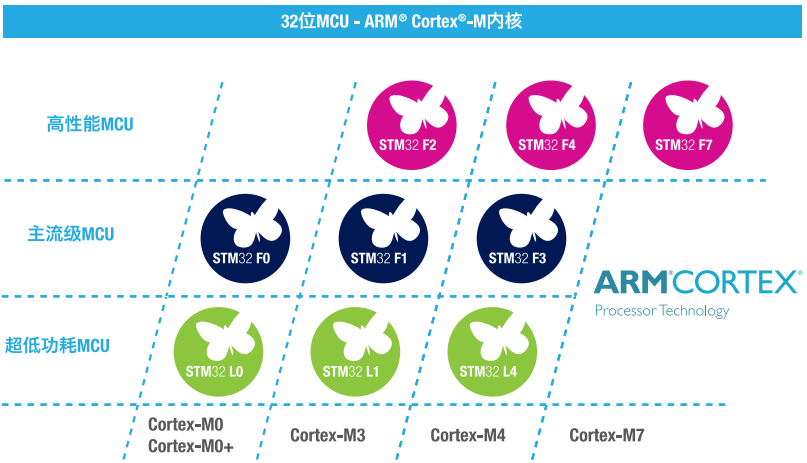 32位MCU - ARM® Cortex®-M内核
高性能MCU
STM32 F2
STM32 F4
STM32 F7
主流级MCU
STM32 F0
STM32 F1
STM32 F3
ARM®CORTEX®
Processor Technology
超低功耗MCU
STM32 L0
STM32 L1
STM32 L4
Cortex-M0
Cortex-M0+
Cortex-M3
Cortex-M4
Cortex-M7